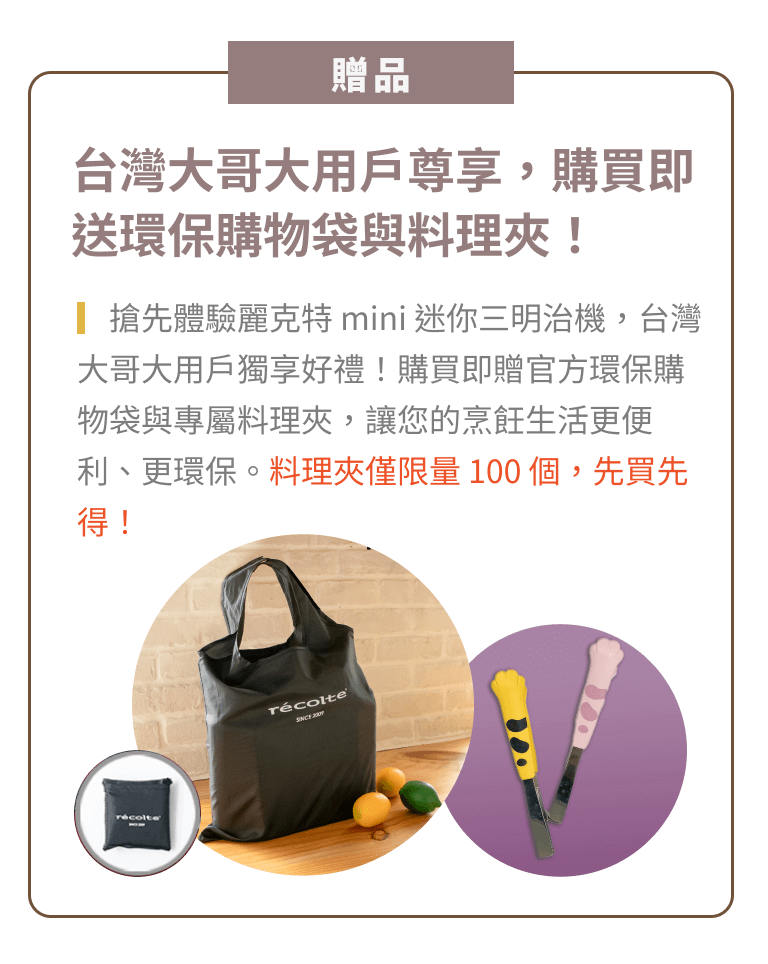 贈品
台灣大哥大用戶尊享，購買即
送環保購物袋與料理夾！
搶先體驗麗克特 mini 迷你三明治機，台灣
大哥大用戶獨享好禮！購買即贈官方環保購
物袋與專屬料理夾，讓您的烹飪生活更便
利、更環保。料理夾僅限量 100 個，先買先
得！
récolte
SINCE 2009
récolte
SINCE 2009